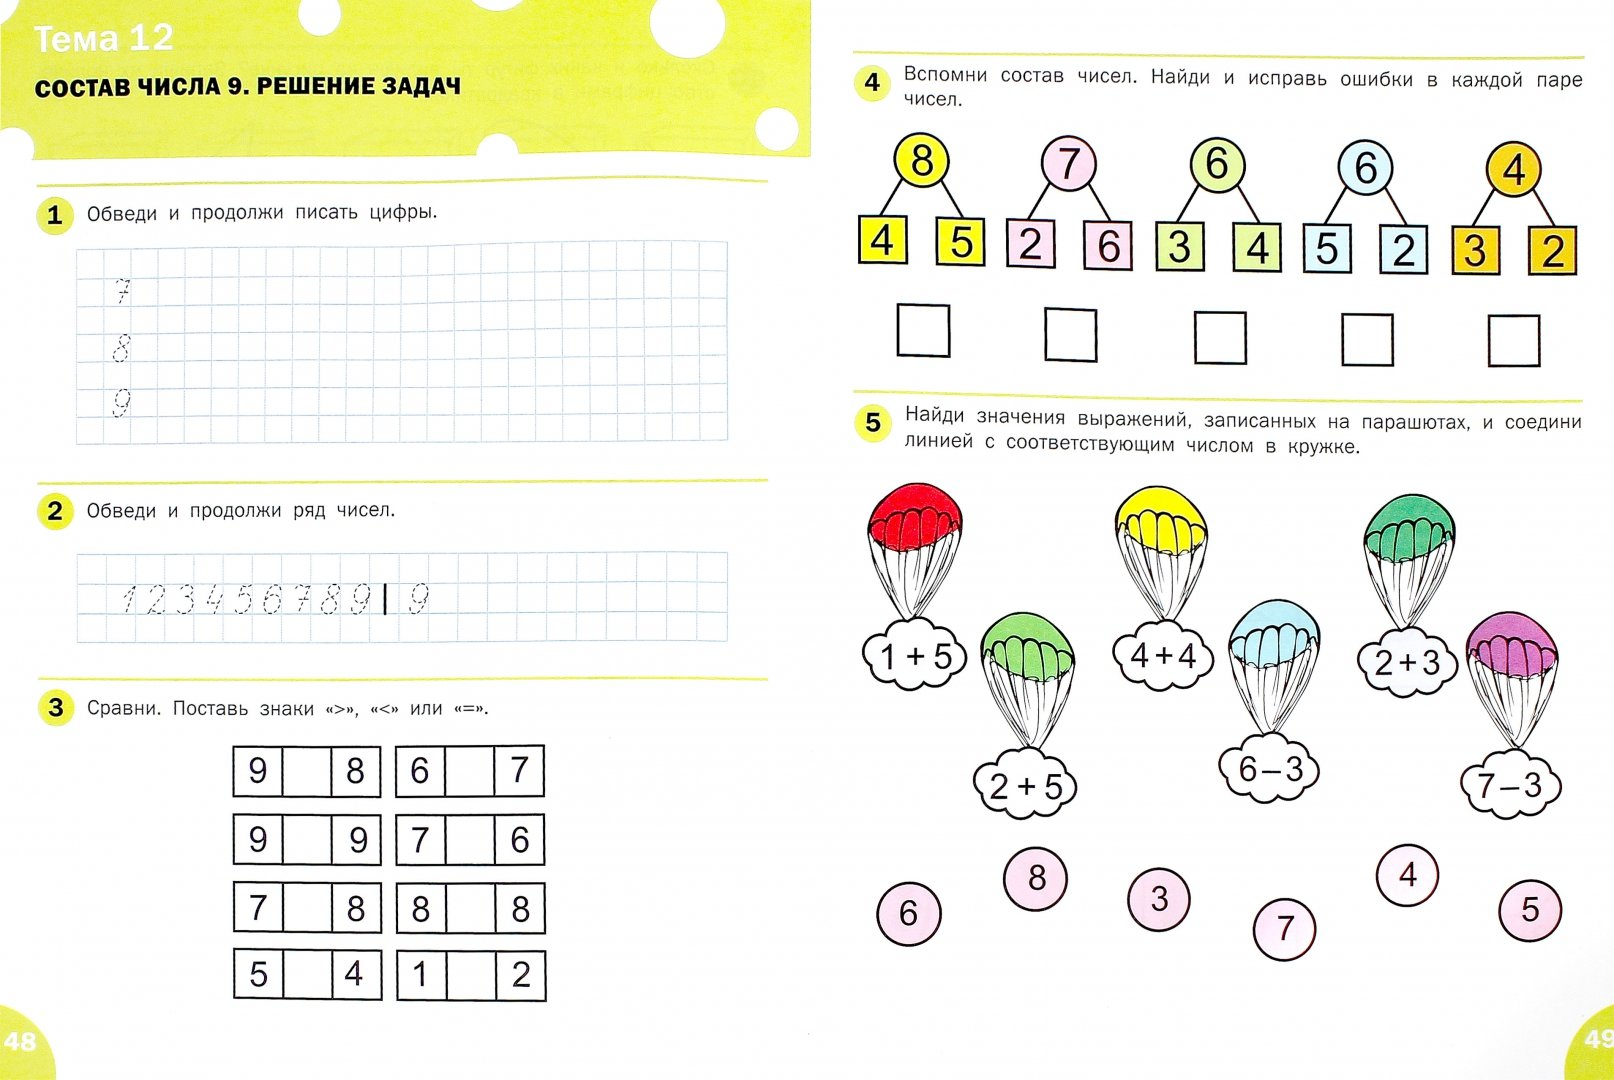 Тема 12
СОСТАВ ЧИСЛА 9. РЕШЕНИЕ ЗАДАЧ
1 Обведи и продолжи писать цифры.
7
8
9
2 Обведи и продолжи ряд чисел.
1 2 3 4 5 6 7 8 9 | 9
3 Сравни. Поставь знаки «>», «<» или «=».
9 8 6 7
9 9 7 6
7 8 8 8
5 4 1 2
48
4 Вспомни состав чисел. Найди и исправь ошибки в каждой паре
чисел.
8 7 6 6 4
4 5 2 6 3 4 5 2 3 2
5 Найди значения выражений, записанных на парашютах, и соедини
линией с соответствующим числом в кружке.
1 + 5 4 + 4 2 + 3
2 + 5 6 – 3 7 – 3
6 8 3 7 4 5
49